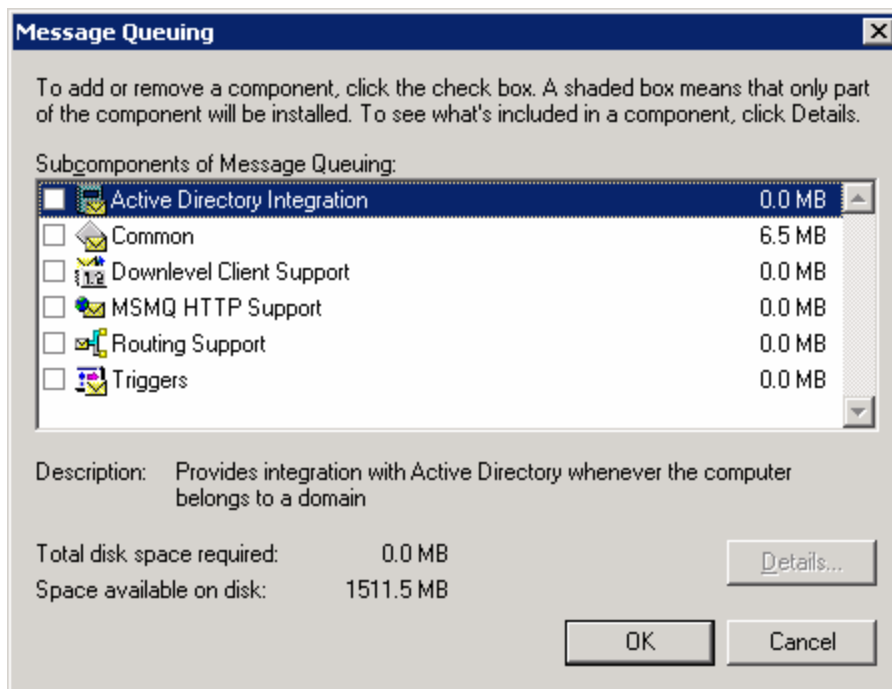 Message Queuing
To add or remove a component, click the check box. A shaded box means that only part
of the component will be installed. To see what's included in a component, click Details.
Subcomponents of Message Queuing:
Active Directory Integration 0.0 MB
Common 6.5 MB
Downlevel Client Support 0.0 MB
MSMQ HTTP Support 0.0 MB
Routing Support 0.0 MB
Triggers 0.0 MB
Description: Provides integration with Active Directory whenever the computer
belongs to a domain
Total disk space required: 0.0 MB
Space available on disk: 1511.5 MB
Details...
OK Cancel